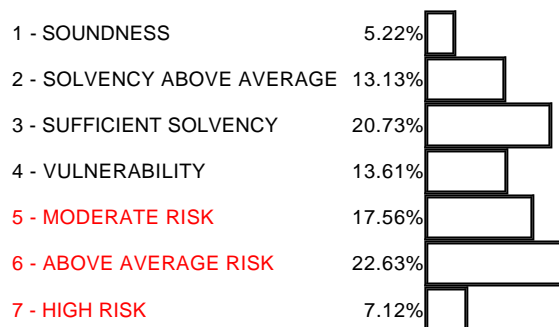 1 - SOUNDNESS 5.22%
2 - SOLVENCY ABOVE AVERAGE 13.13%
3 - SUFFICIENT SOLVENCY 20.73%
4 - VULNERABILITY 13.61%
5 - MODERATE RISK 17.56%
6 - ABOVE AVERAGE RISK 22.63%
7 - HIGH RISK 7.12%